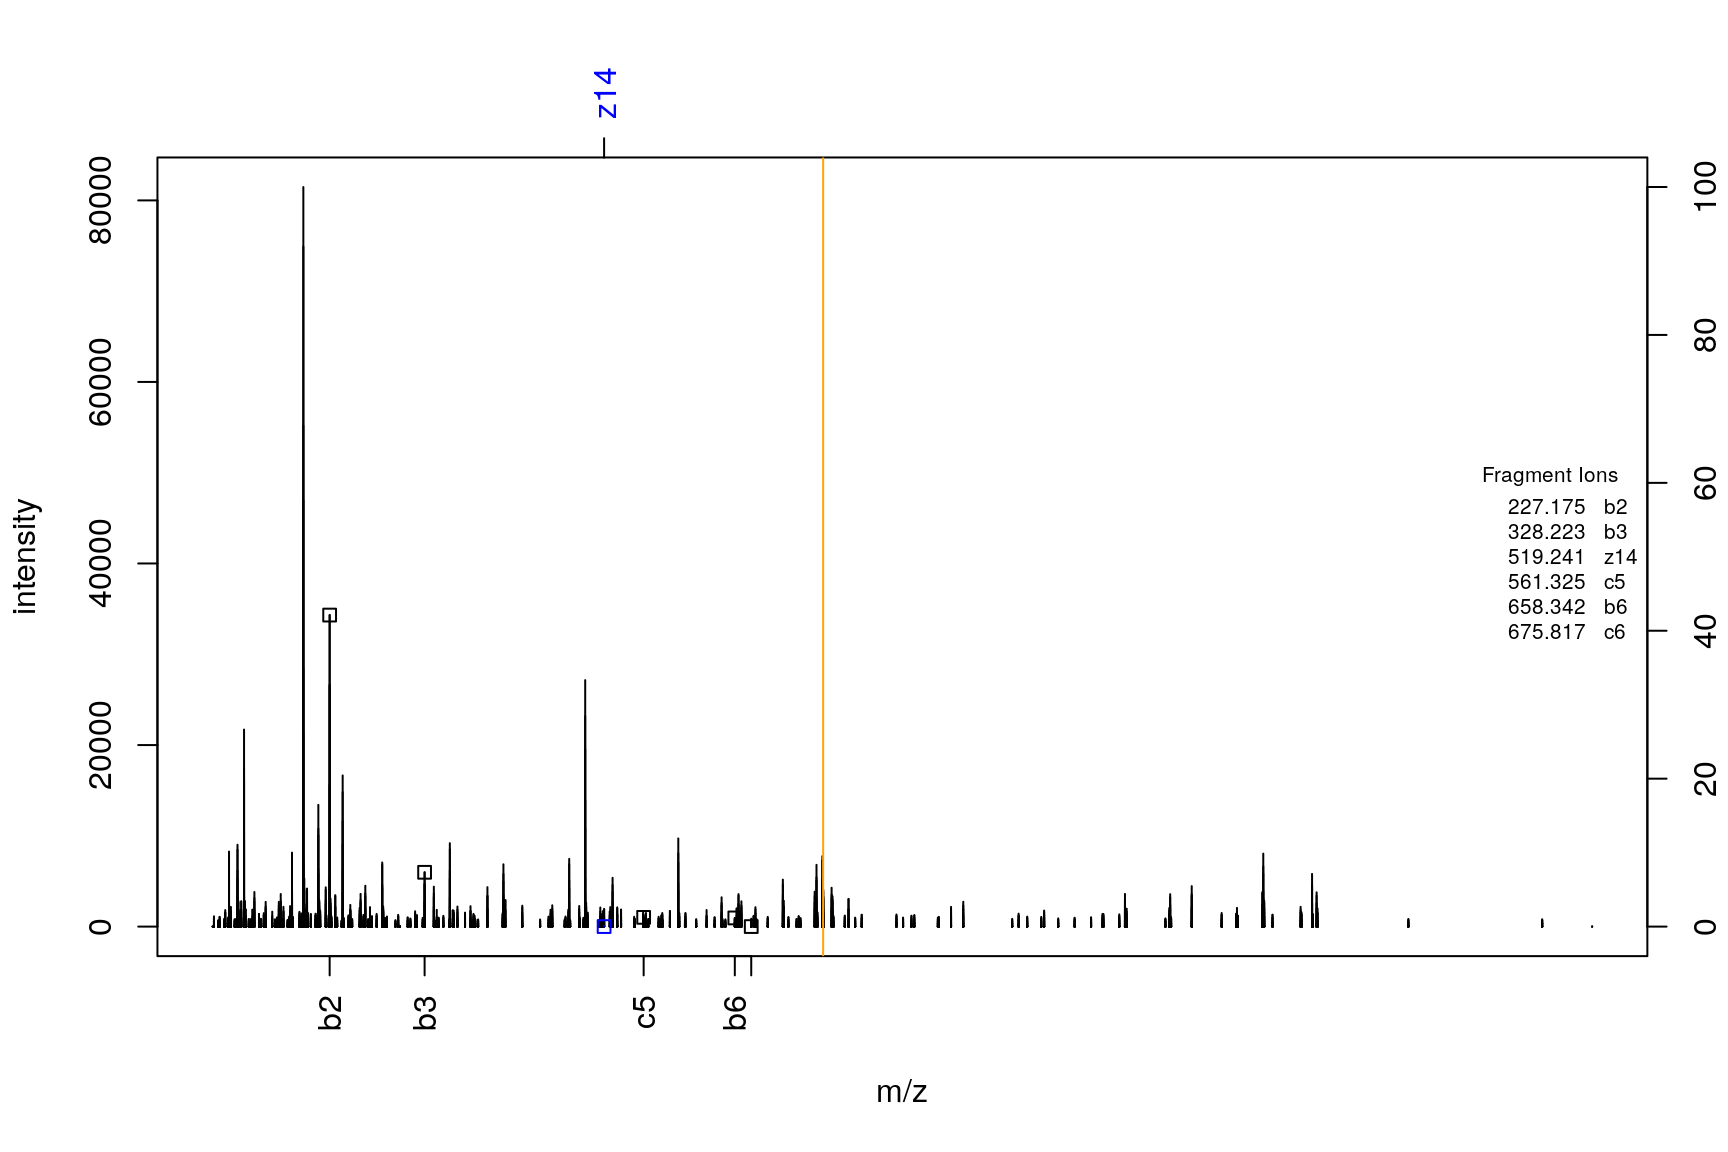 z14
80000
60000
40000
20000
0
intensity
100
80
60
40
20
0
Fragment Ions
227.175 b2
328.223 b3
519.241 z14
561.325 c5
658.342 b6
675.817 c6
b2 b3 c5 b6
m/z